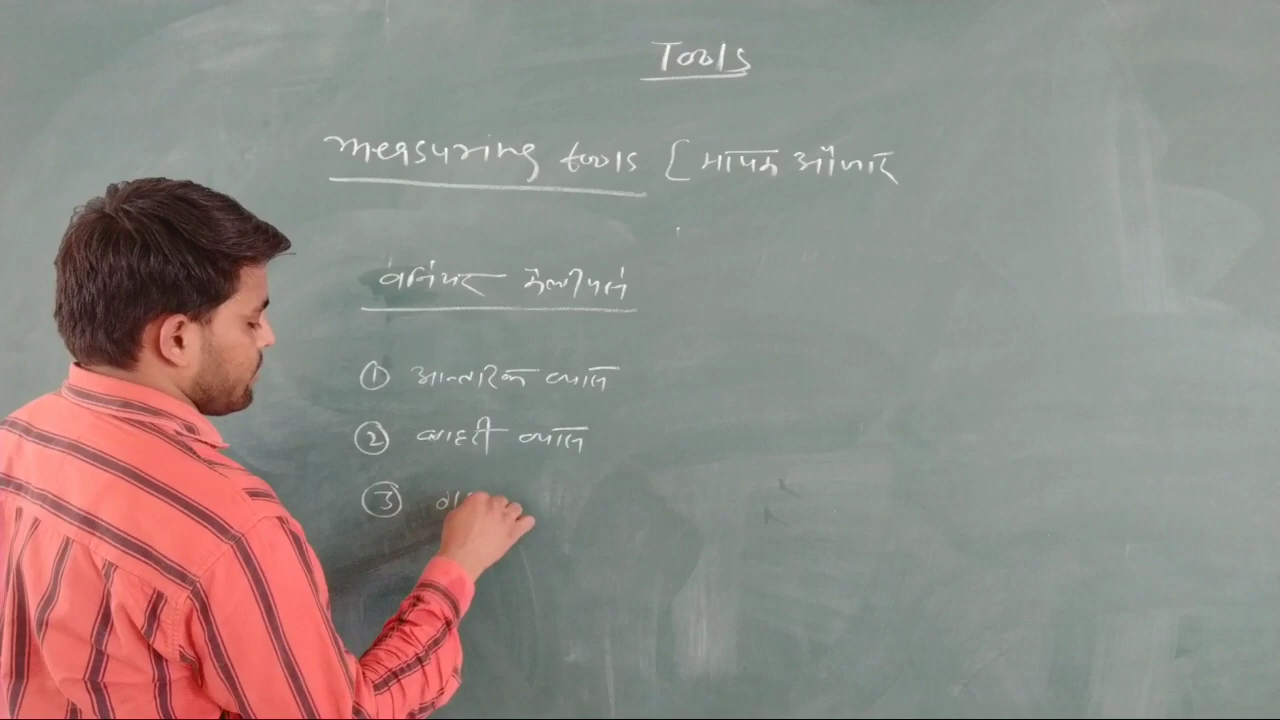 Tools
measuring tools [ मापक औजार
वर्नियर कैलीपर्स
① आन्तरिक व्यास
② बाहरी व्यास
③